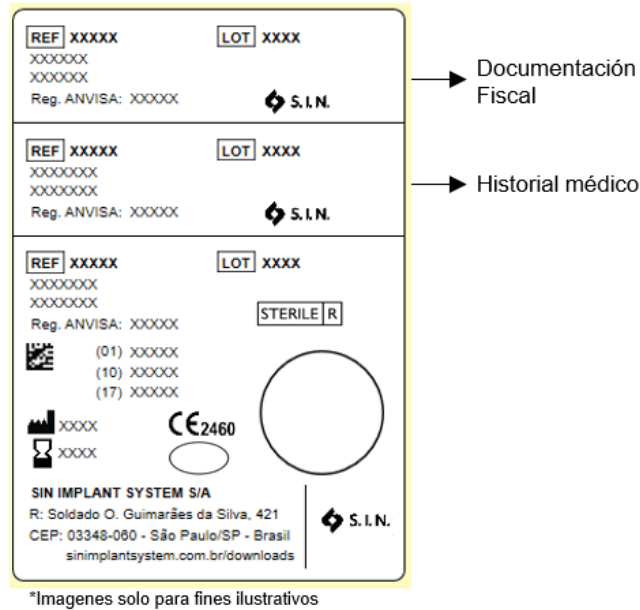 REF XXXXX LOT XXXX
XXXXXX
XXXXXX
Reg. ANVISA: XXXXX S.I.N.
Documentación
Fiscal
REF XXXXX LOT XXXX
XXXXXXX
XXXXXXX
Reg. ANVISA: XXXXX S.I.N.
Historial médico
REF XXXXX LOT XXXX
XXXXXXX
XXXXXXX
Reg. ANVISA: XXXXX STERILE R
(01) XXXXX
(10) XXXXX
(17) XXXXX
XXXX CE 2460
XXXX
SIN IMPLANT SYSTEM S/A
R: Soldado O. Guimarães da Silva, 421
CEP: 03348-060 - São Paulo/SP - Brasil
sinimplantsystem.com.br/downloads
S.I.N.
*Imagenes solo para fines ilustrativos